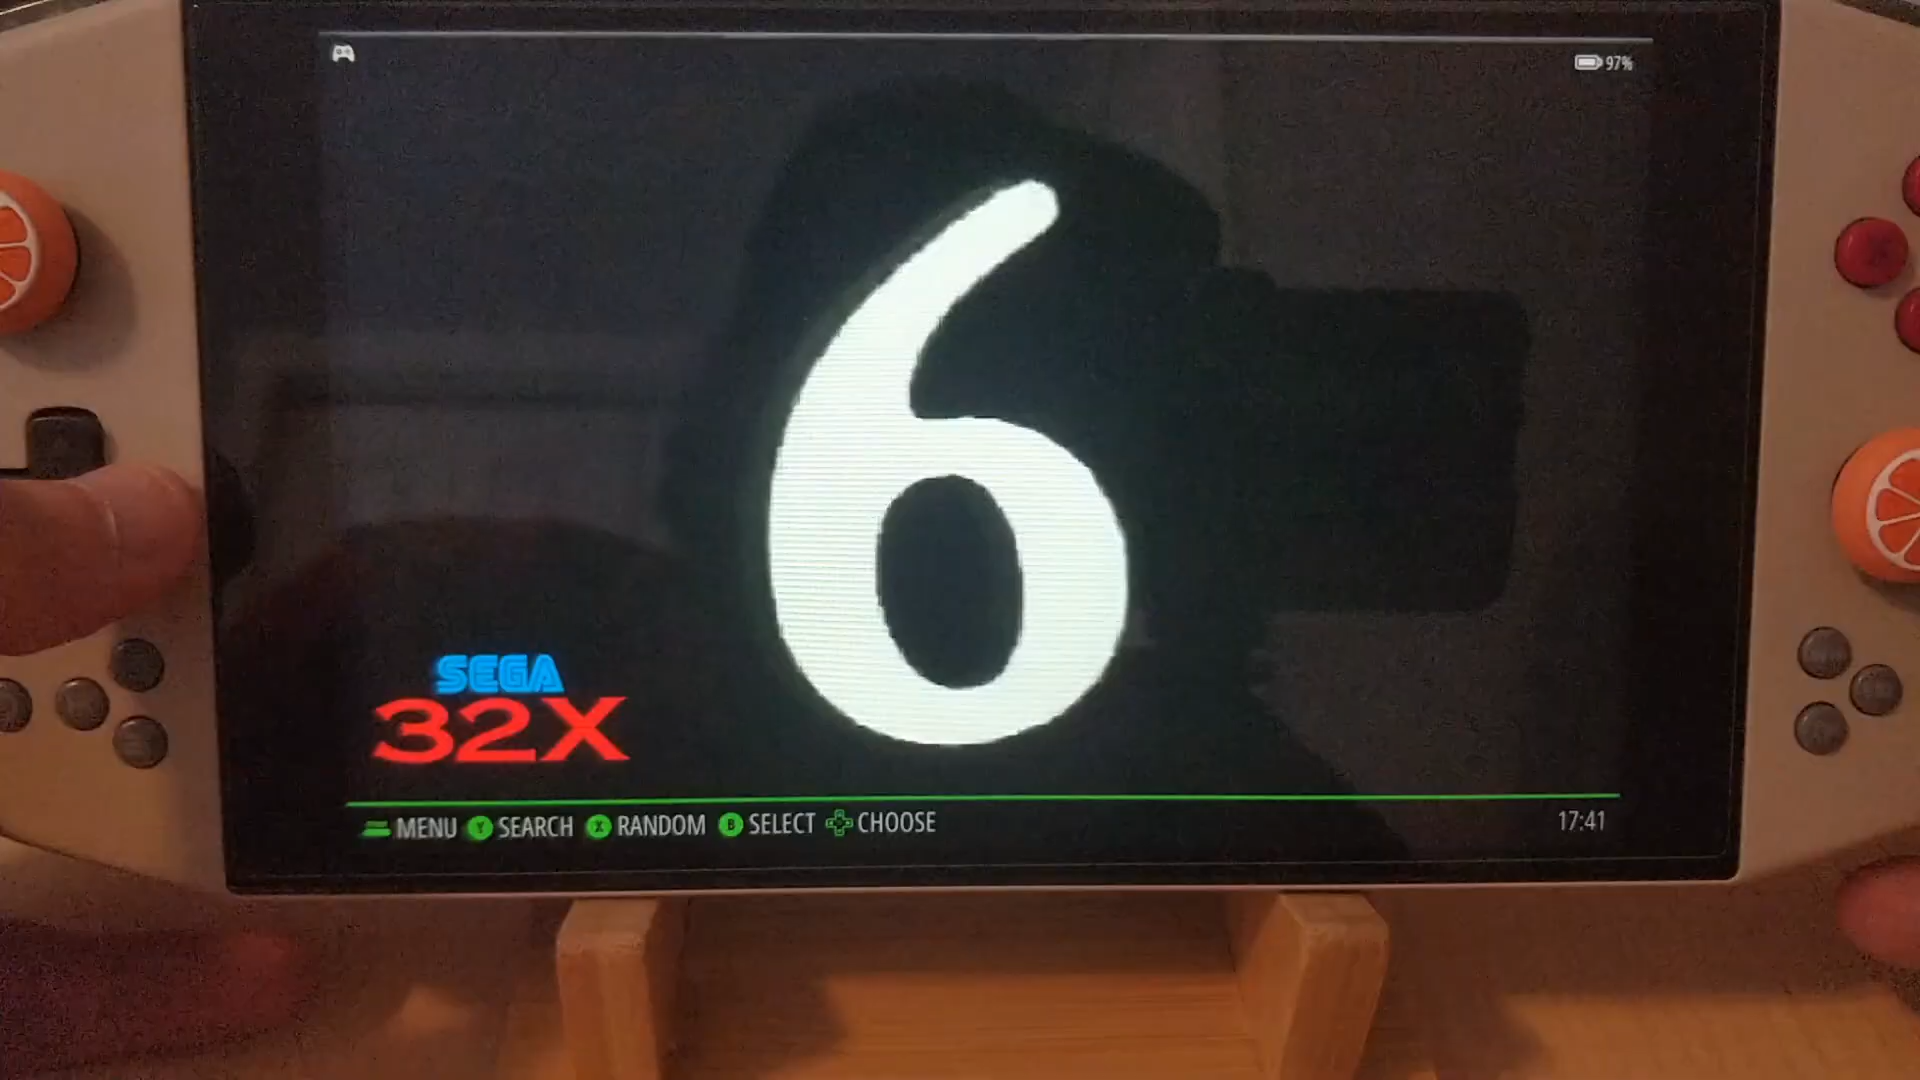 97%
6
SEGA
32X
MENU Y SEARCH X RANDOM B SELECT CHOOSE
17:41